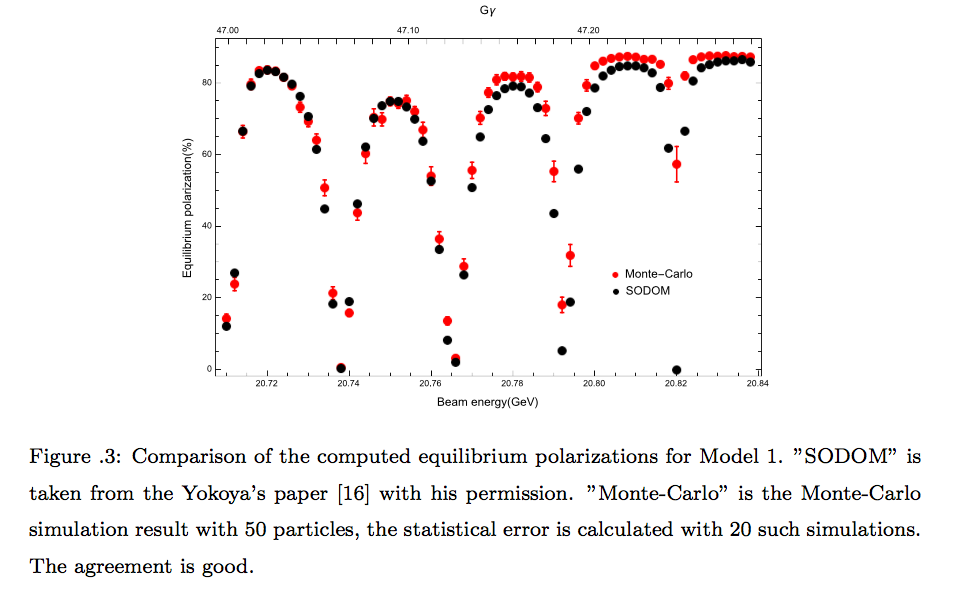 Gγ
47.00 47.10 47.20
80
60
40
20
0
Equilibrium polarization(%)
Monte−Carlo
SODOM
20.72 20.74 20.76 20.78 20.80 20.82 20.84
Beam energy(GeV)
Figure .3: Comparison of the computed equilibrium polarizations for Model 1. ”SODOM” is
taken from the Yokoya’s paper [16] with his permission. ”Monte-Carlo” is the Monte-Carlo
simulation result with 50 particles, the statistical error is calculated with 20 such simulations.
The agreement is good.